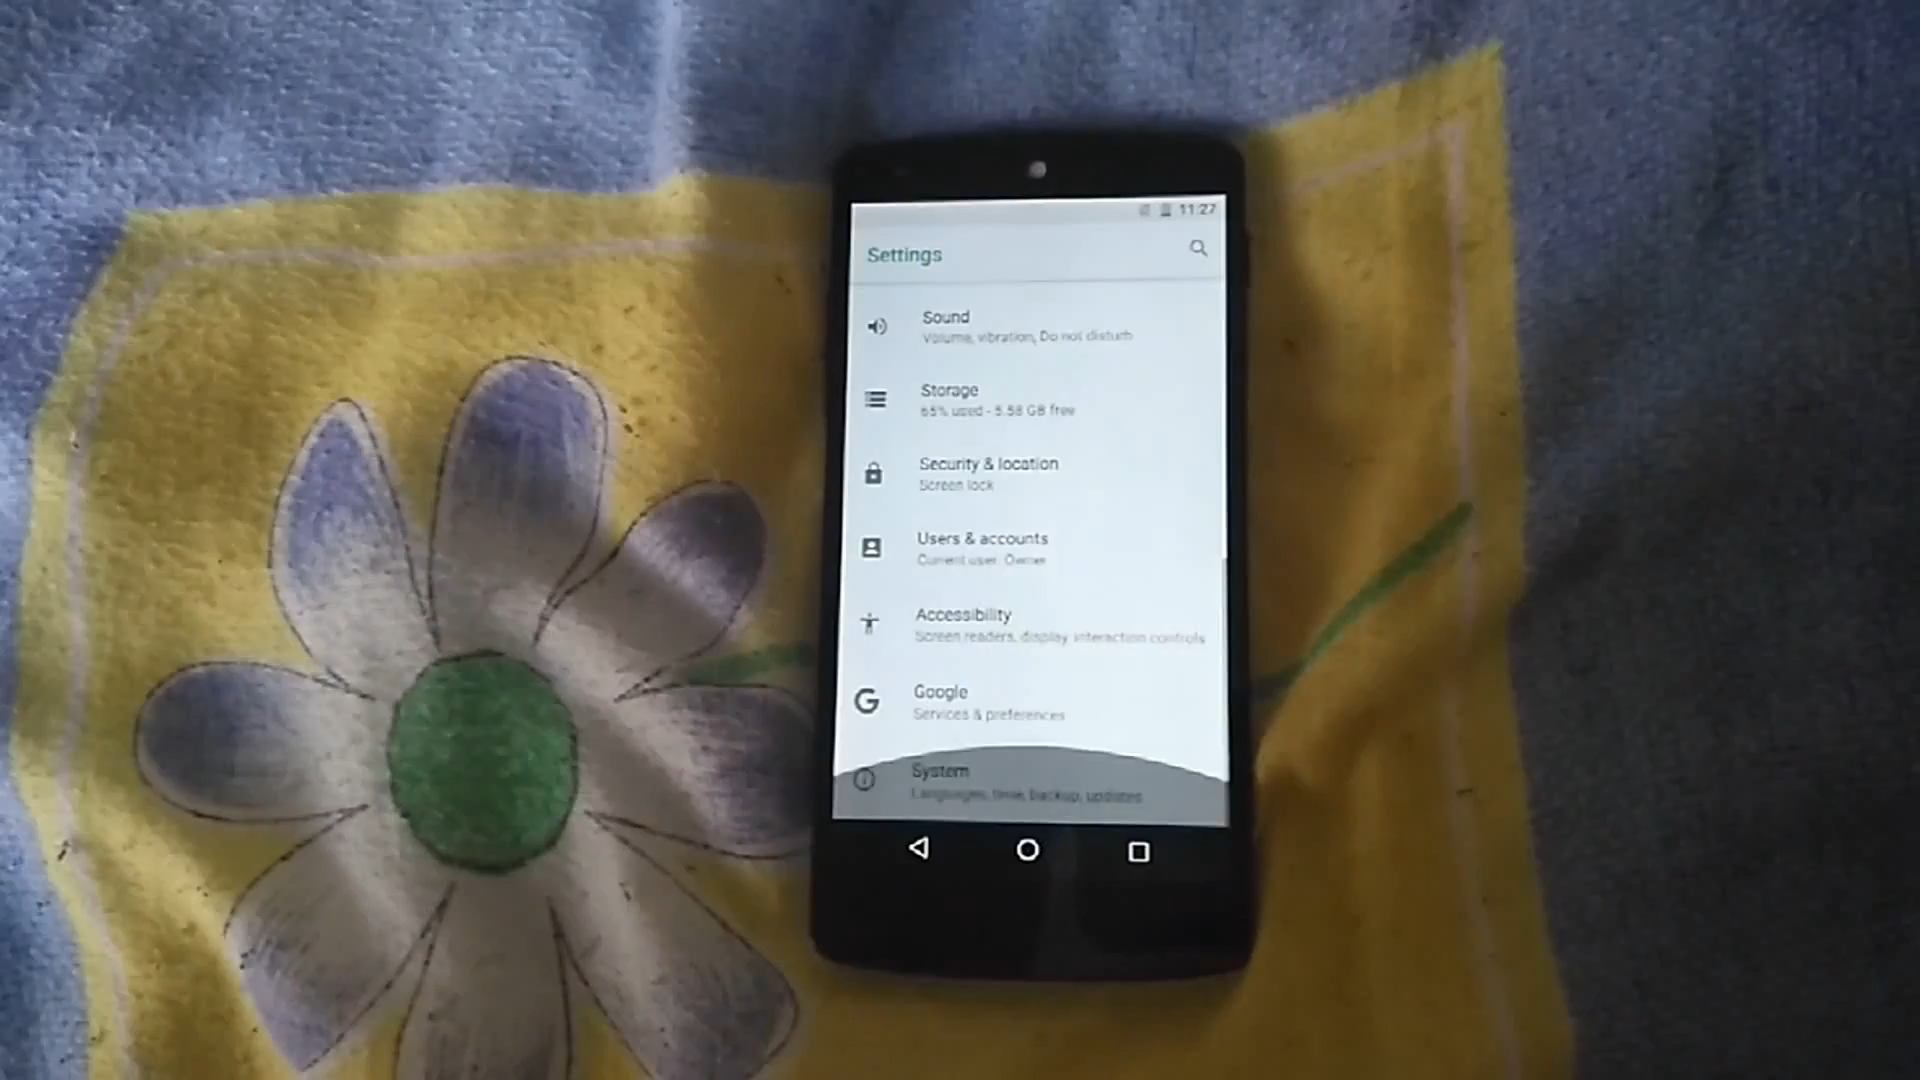 11:27
Settings
Sound
Volume, vibration, Do not disturb
Storage
65% used - 5.58 GB free
Security & location
Screen lock
Users & accounts
Current user: Owner
Accessibility
Screen readers, display, interaction controls
Google
Services & preferences
System
Languages, time, backup, updates